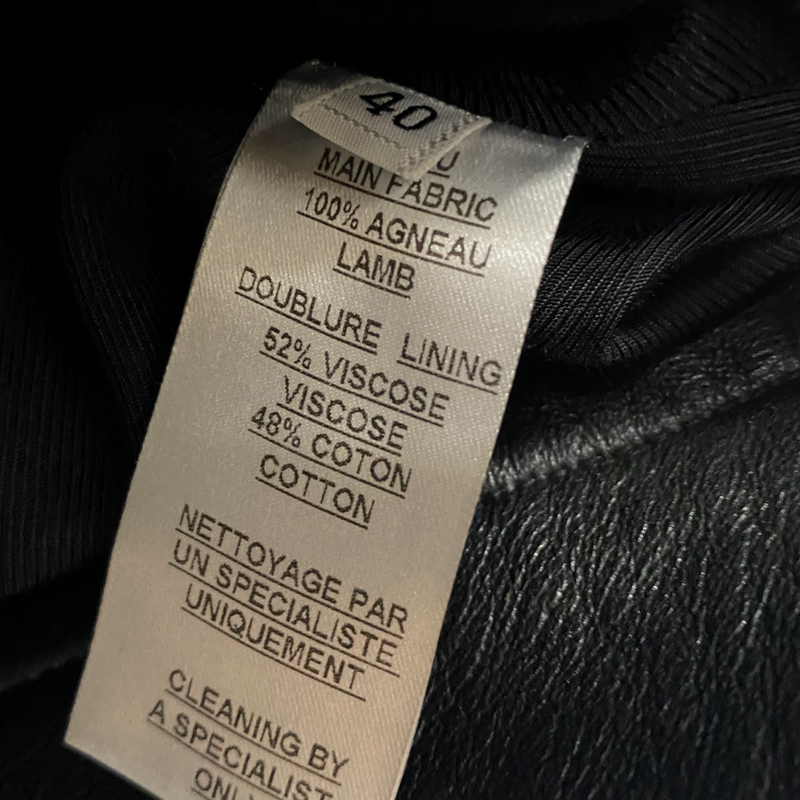 40
U
MAIN FABRIC
100% AGNEAU
LAMB
DOUBLURE LINING
52% VISCOSE
VISCOSE
48% COTON
COTTON
NETTOYAGE PAR
UN SPECIALISTE
UNIQUEMENT
CLEANING BY
A SPECIALIST
ONLY